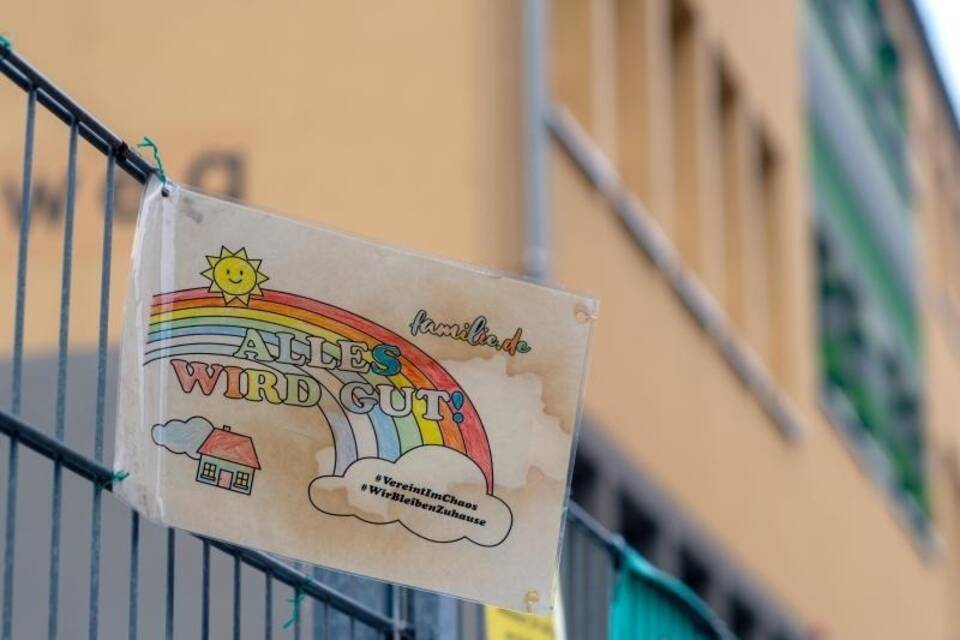 familie.de
ALLES
WIRD GUT!
#VereintImChaos
#WirBleibenZuhause